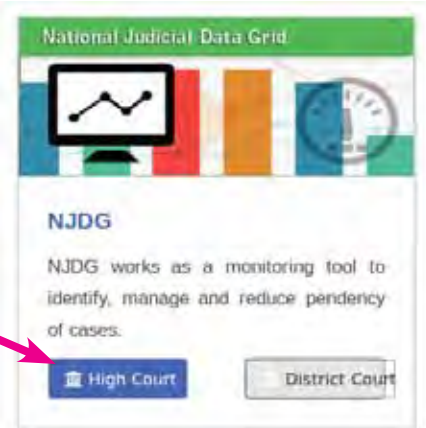 National Judicial Data Grid
NJDG
NJDG works as a monitoring tool to
identify, manage and reduce pendency
of cases.
High Court District Court